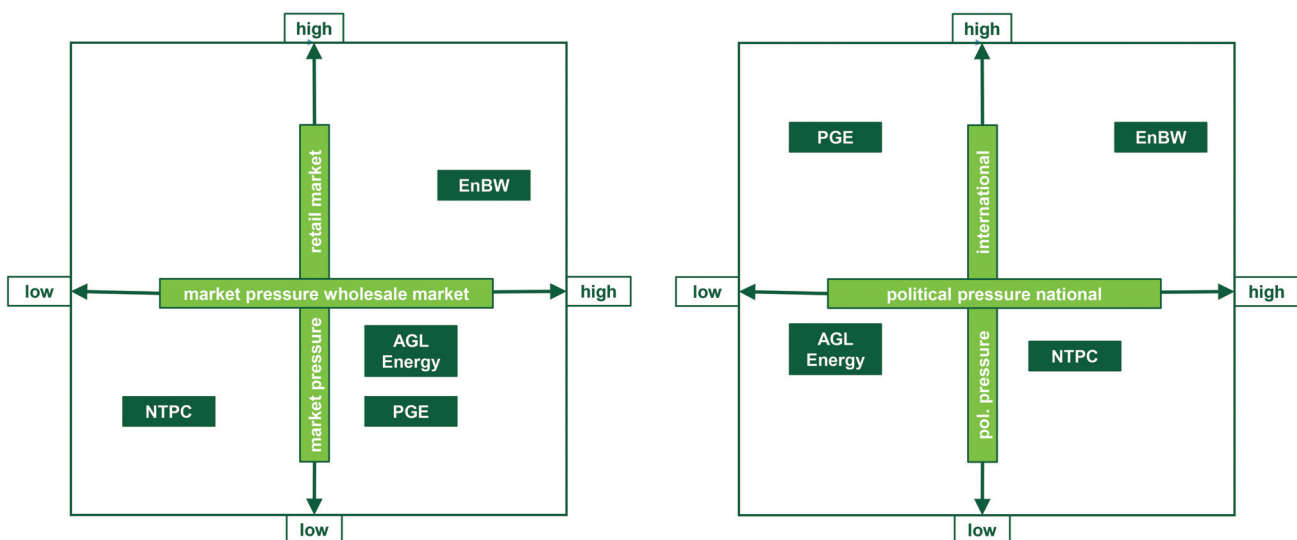 high
retail market
EnBW
low
market pressure wholesale market
high
market pressure
AGL
Energy
NTPC
PGE
low
high
PGE
international
EnBW
low
political pressure national
high
pol. pressure
AGL
Energy
NTPC
low